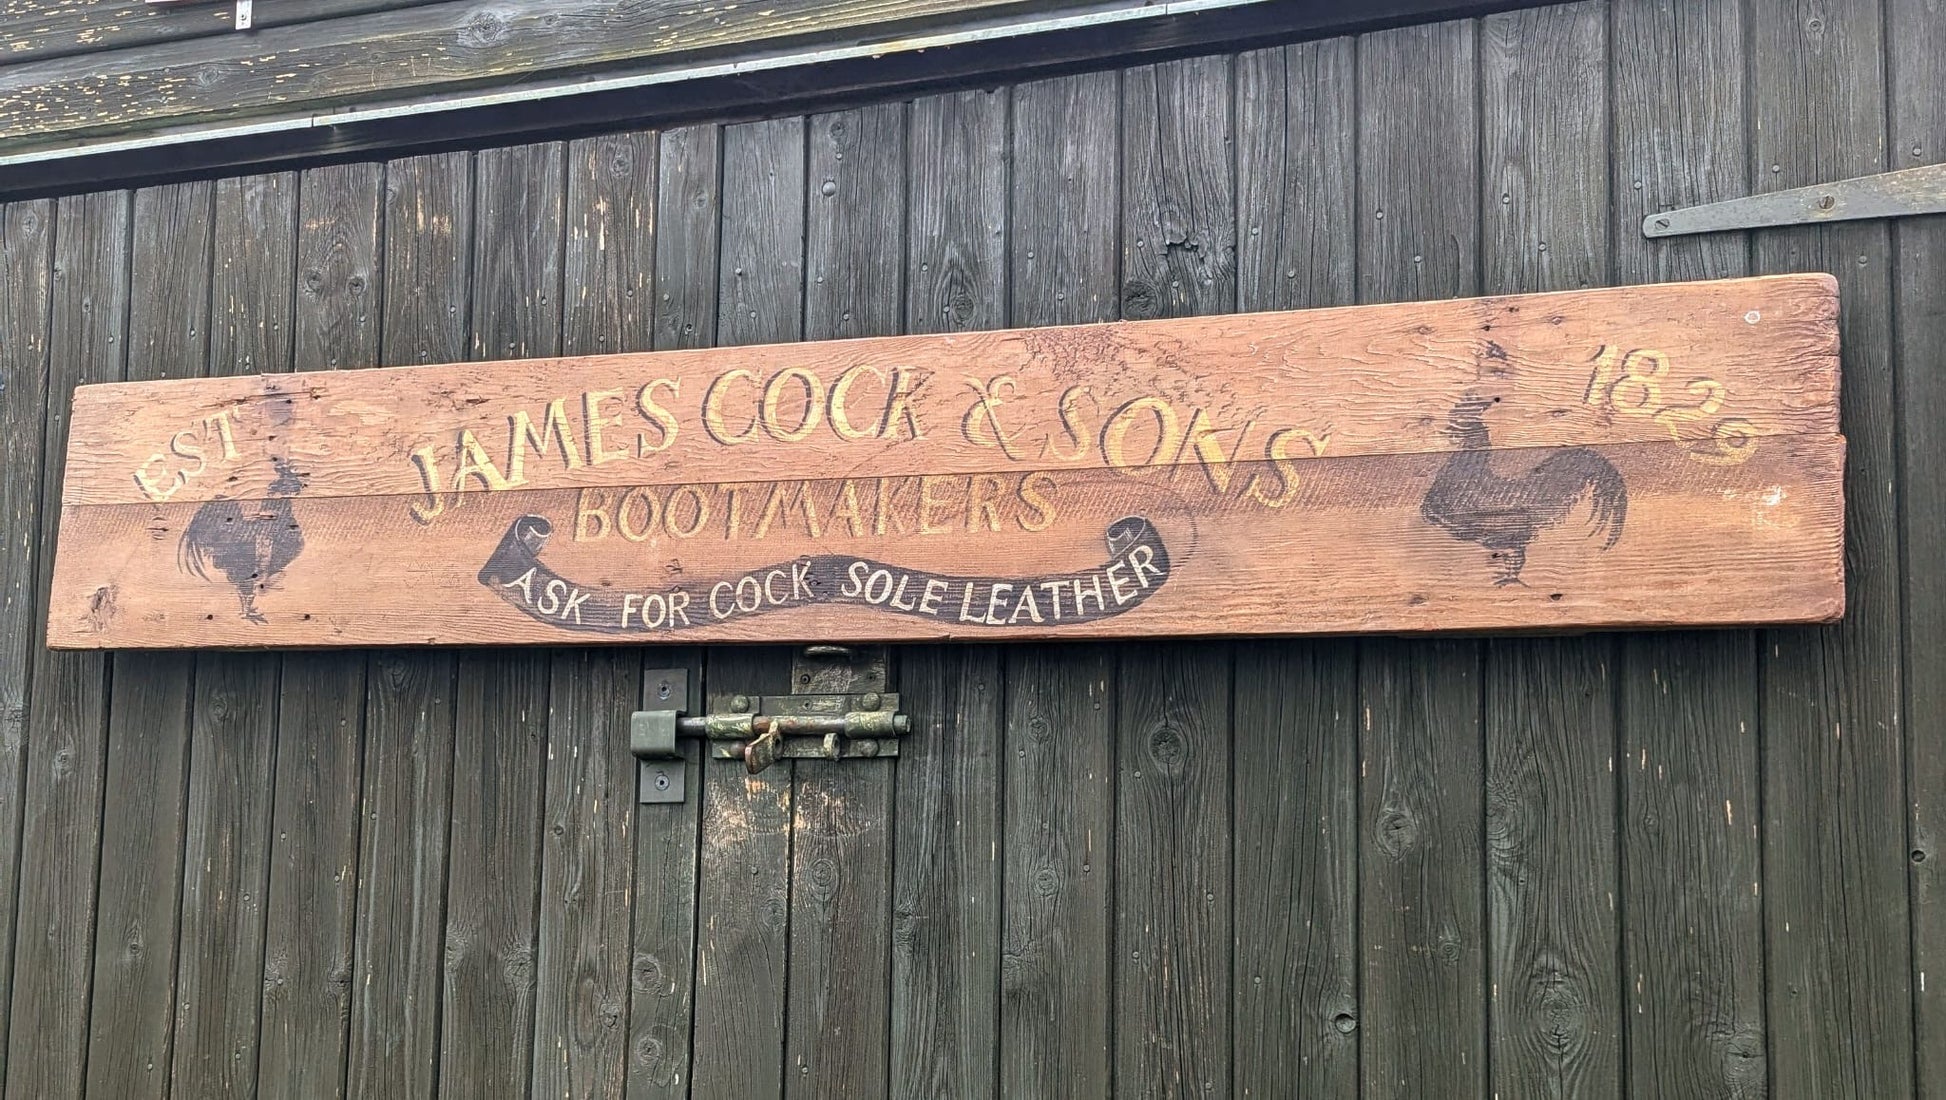 EST 1829
JAMES COCK & SONS
BOOTMAKERS
ASK FOR COCK SOLE LEATHER